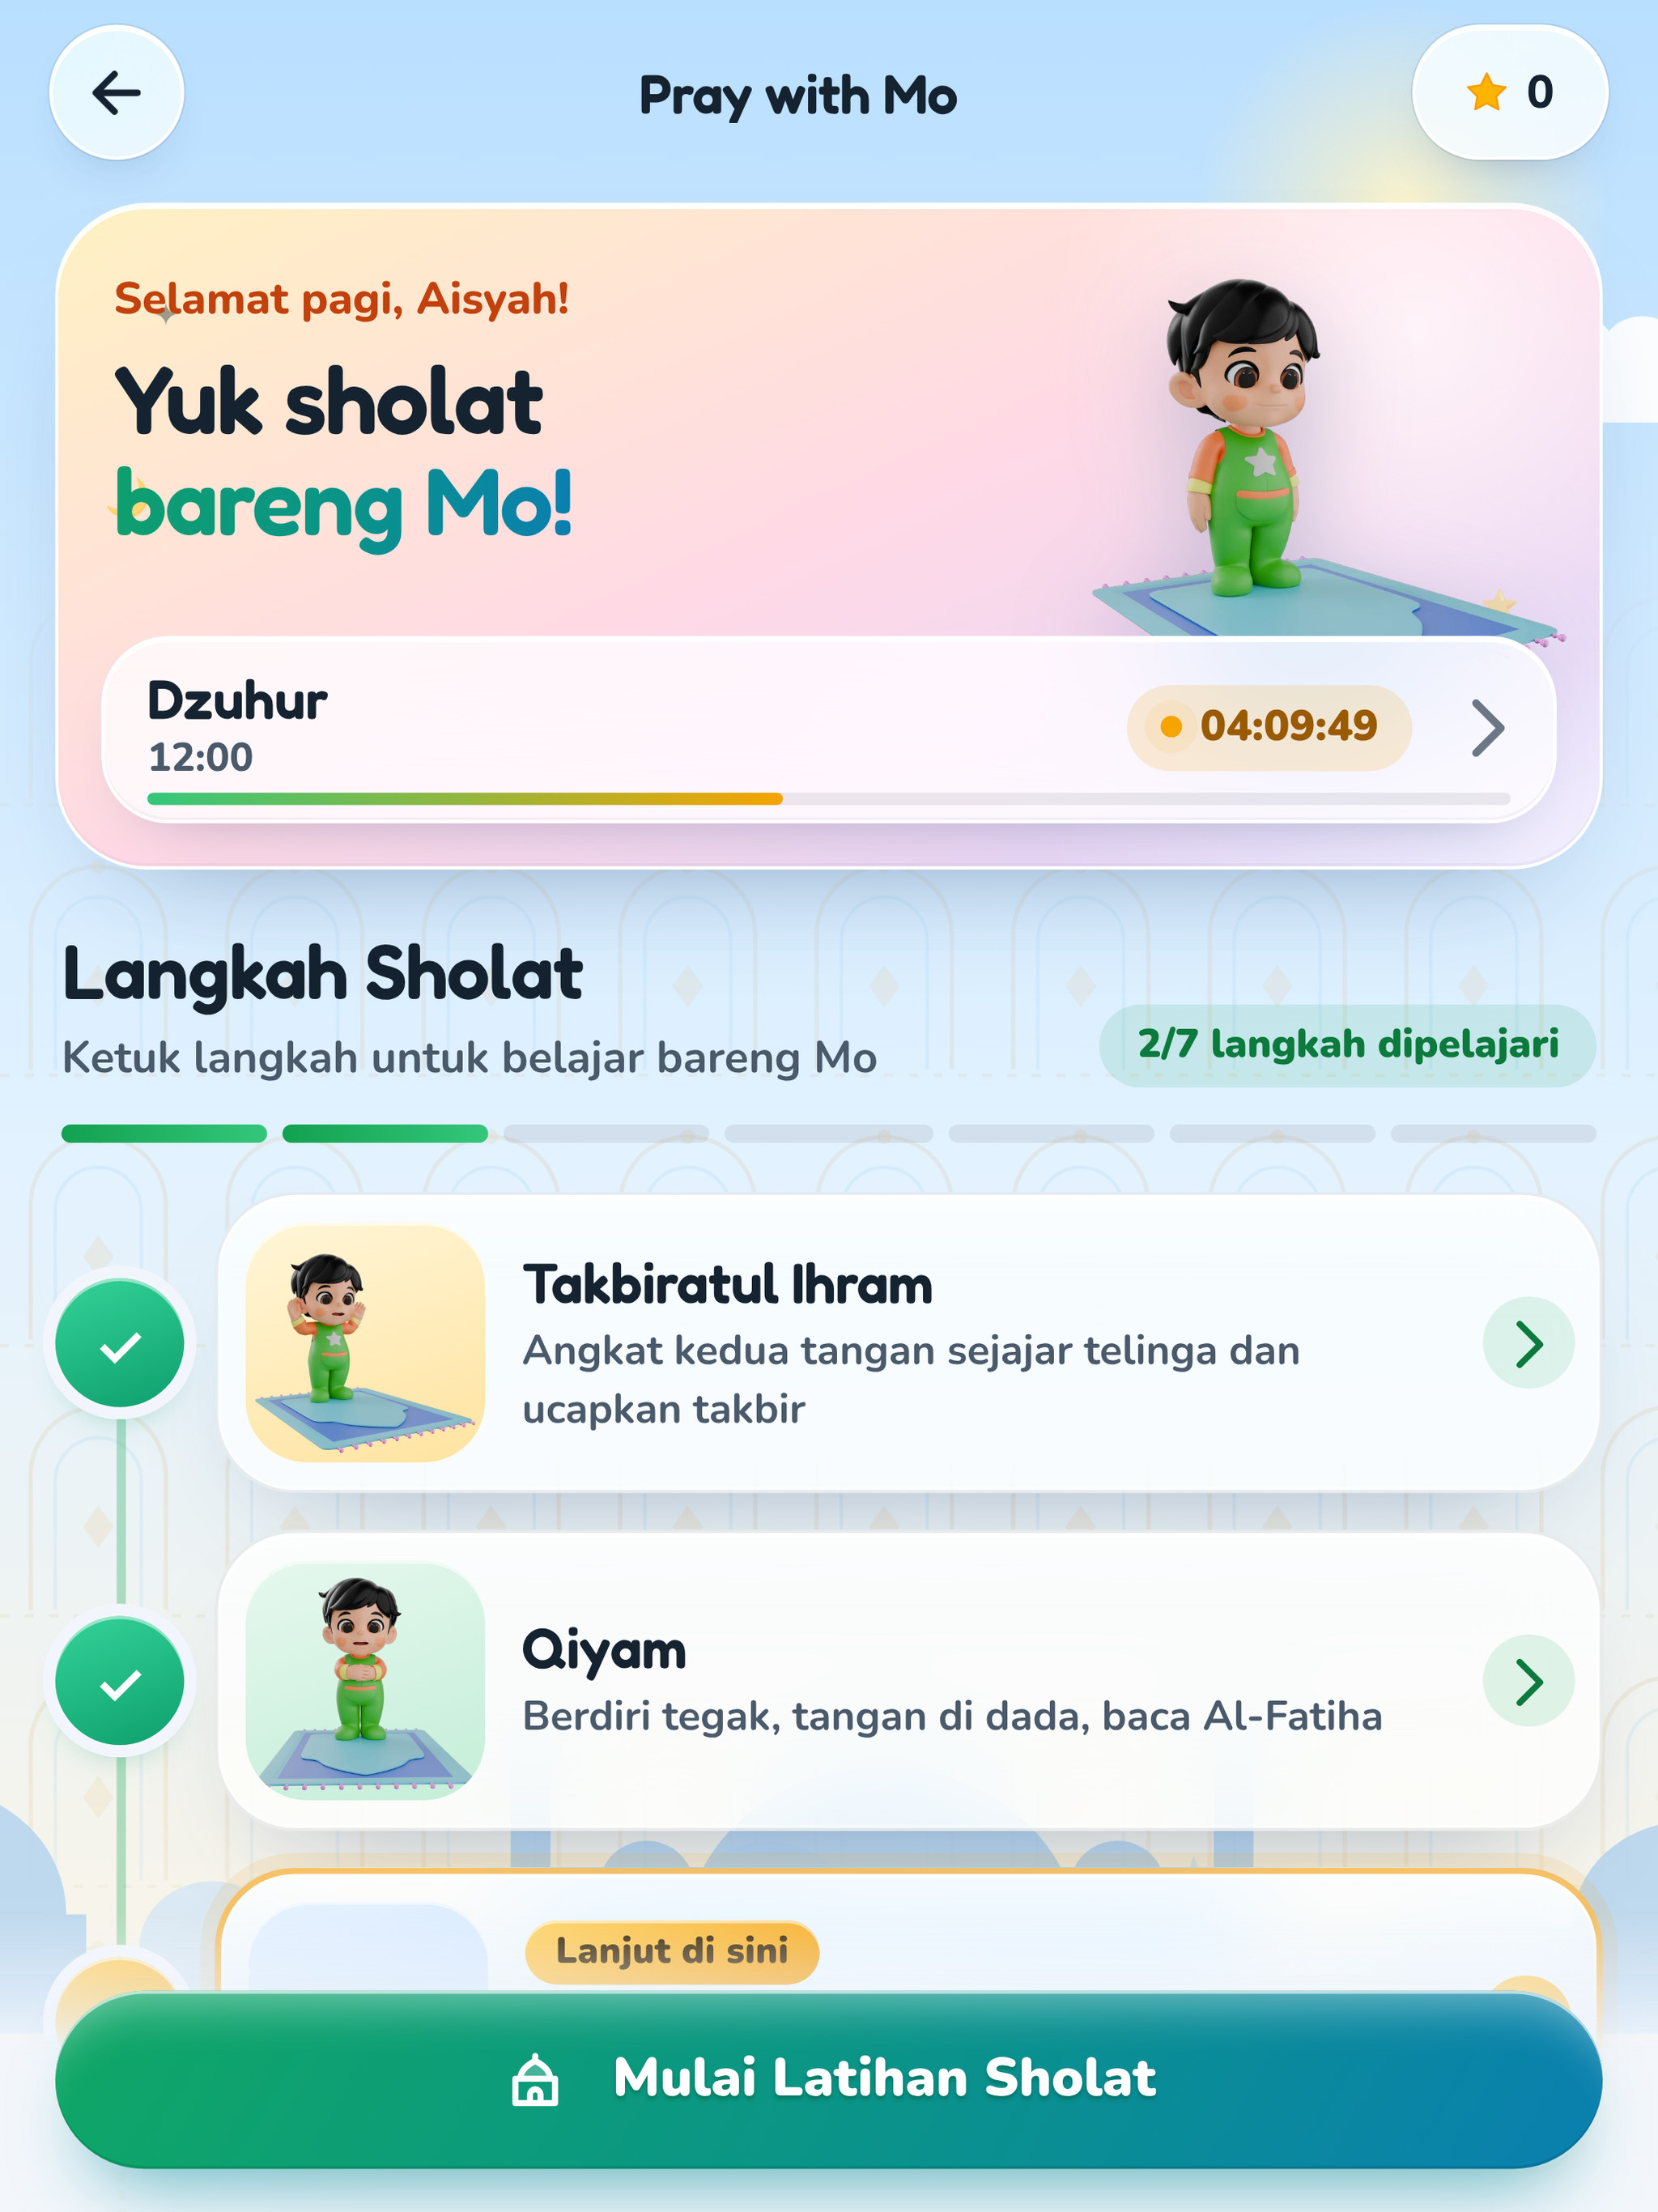 Pray with Mo
0
Selamat pagi, Aisyah!
Yuk sholat
bareng Mo!
Dzuhur
12:00
04:09:49
Langkah Sholat
Ketuk langkah untuk belajar bareng Mo
2/7 langkah dipelajari
Takbiratul Ihram
Angkat kedua tangan sejajar telinga dan
ucapkan takbir
Qiyam
Berdiri tegak, tangan di dada, baca Al-Fatiha
Lanjut di sini
Mulai Latihan Sholat